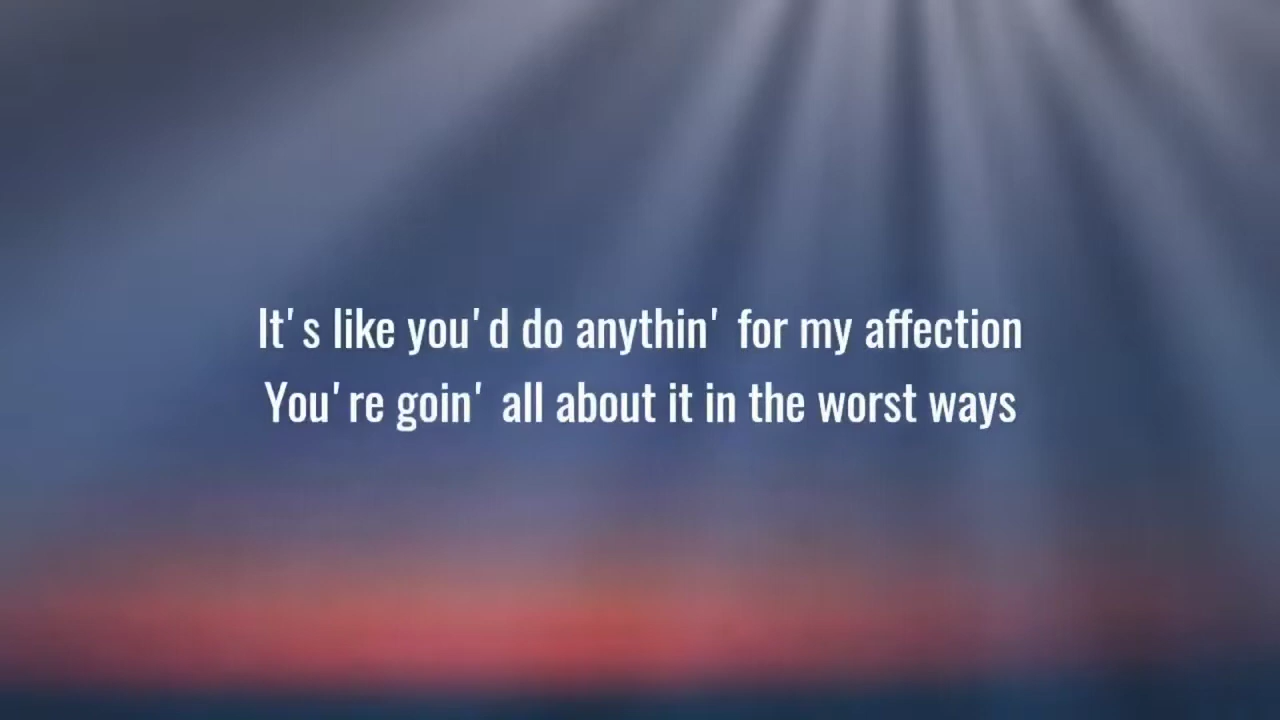 It's like you'd do anythin' for my affection
You're goin' all about it in the worst ways